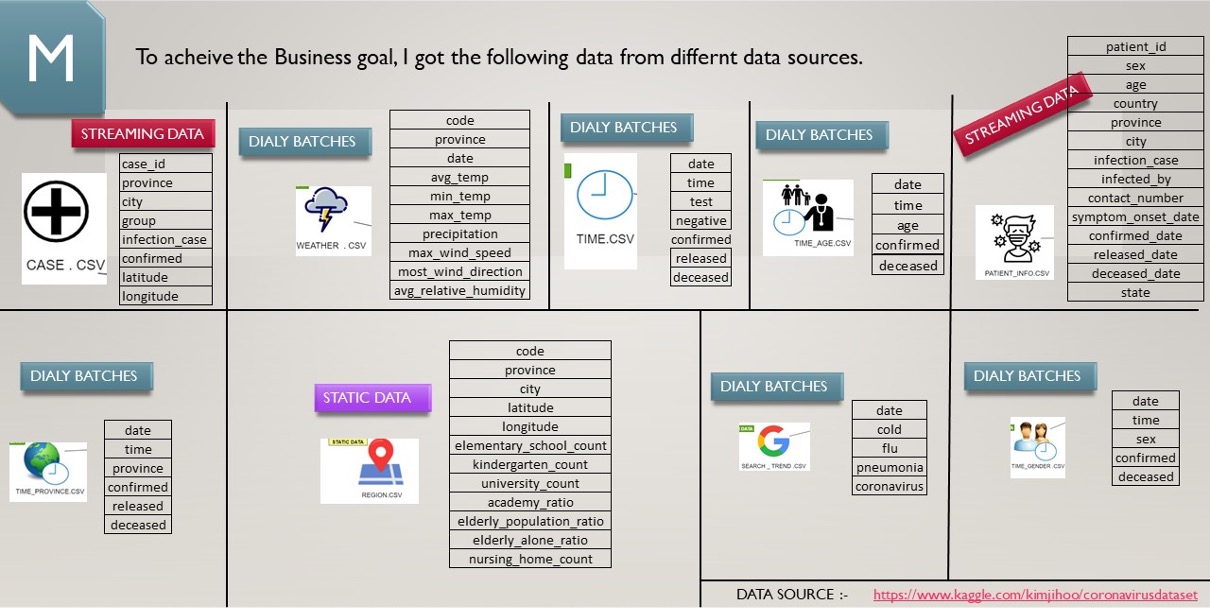 M
To acheive the Business goal, I got the following data from differnt data sources.
STREAMING DATA
CASE . CSV
case_id
province
city
group
infection_case
confirmed
latitude
longitude
DIALY BATCHES
WEATHER . CSV
code
province
date
avg_temp
min_temp
max_temp
precipitation
max_wind_speed
most_wind_direction
avg_relative_humidity
DIALY BATCHES
TIME.CSV
date
time
test
negative
confirmed
released
deceased
DIALY BATCHES
TIME_AGE.CSV
date
time
age
confirmed
deceased
STREAMING DATA
PATIENT_INFO.CSV
patient_id
sex
age
country
province
city
infection_case
infected_by
contact_number
symptom_onset_date
confirmed_date
released_date
deceased_date
state
DIALY BATCHES
TIME_PROVINCE.CSV
date
time
province
confirmed
released
deceased
STATIC DATA
STATIC DATA
REGION.CSV
code
province
city
latitude
longitude
elementary_school_count
kindergarten_count
university_count
academy_ratio
elderly_population_ratio
elderly_alone_ratio
nursing_home_count
DIALY BATCHES
DATA
SEARCH _ TREND .CSV
date
cold
flu
pneumonia
coronavirus
DIALY BATCHES
TIME_GENDER .CSV
date
time
sex
confirmed
deceased
DATA SOURCE :- https://www.kaggle.com/kimjihoo/coronavirusdataset